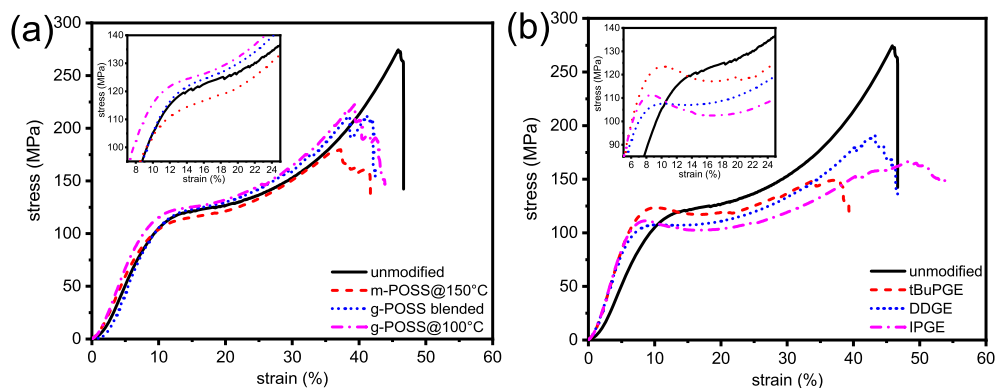 (a)
stress (MPa)
300
250
200
150
100
50
0
0 10 20 30 40 50 60
strain (%)
stress (MPa)
140
130
120
110
100
8 10 12 14 16 18 20 22 24
strain (%)
unmodified
m-POSS@150°C
g-POSS blended
g-POSS@100°C
(b)
stress (MPa)
300
250
200
150
100
50
0
0 10 20 30 40 50 60
strain (%)
stress (MPa)
140
130
120
110
100
90
6 8 10 12 14 16 18 20 22 24
strain (%)
unmodified
tBuPGE
DDGE
IPGE